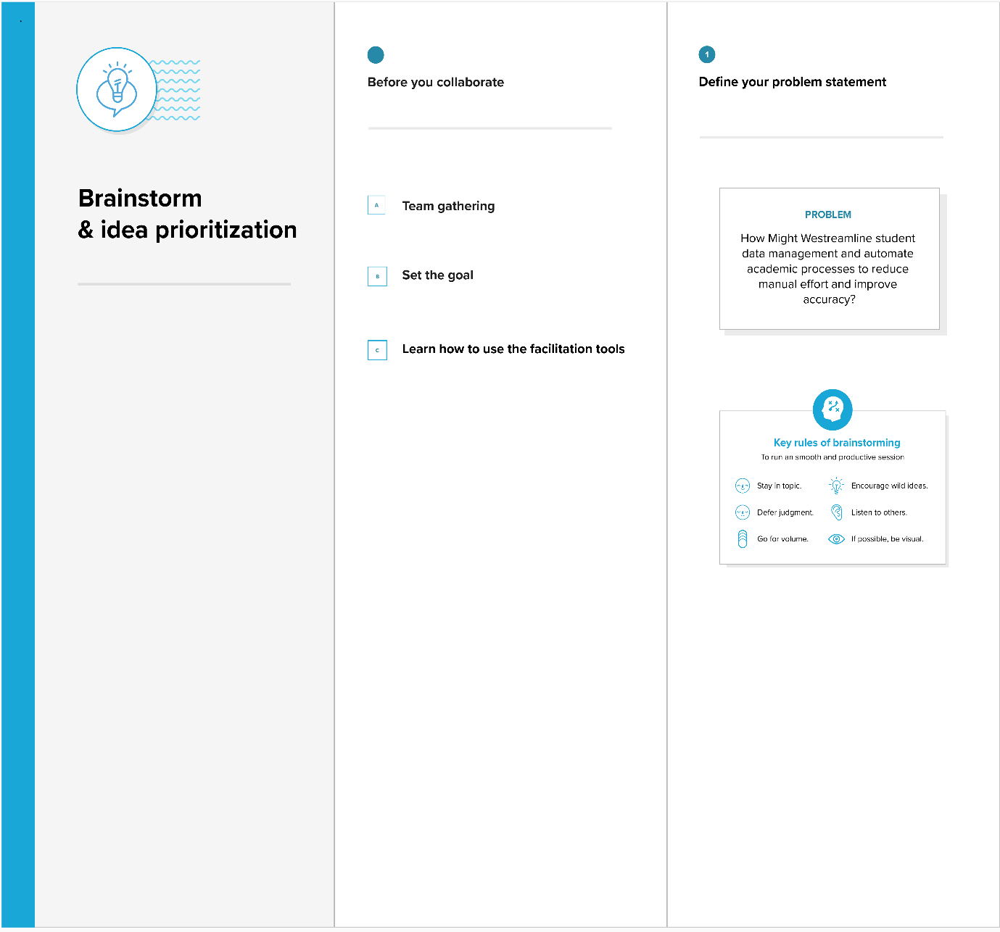 Brainstorm
& idea prioritization
Before you collaborate
A
Team gathering
B
Set the goal
C
Learn how to use the facilitation tools
1
Define your problem statement
PROBLEM
How Might Westreamline student
data management and automate
academic processes to reduce
manual effort and improve
accuracy?
Key rules of brainstorming
To run an smooth and productive session
Stay in topic.
Encourage wild ideas.
Defer judgment.
Listen to others.
Go for volume.
If possible, be visual.